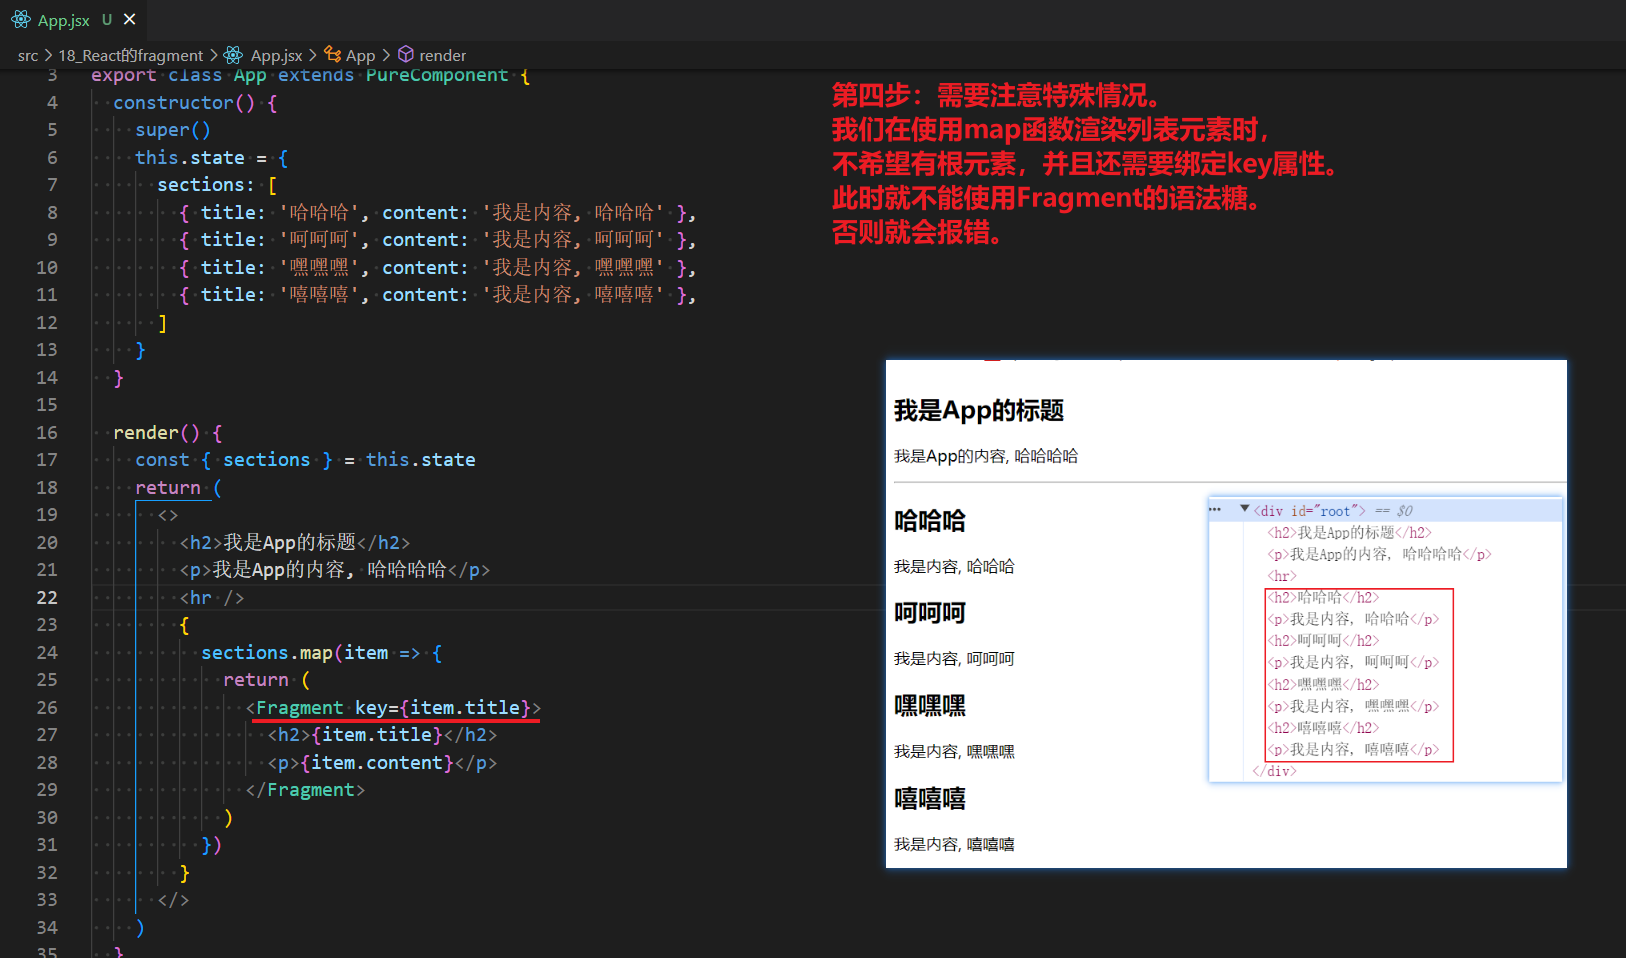 App.jsx U
src > 18_React的fragment > App.jsx > App > render
3 export class App extends PureComponent {
4 constructor() {
5 super()
6 this.state = {
7 sections: [
8 { title: '哈哈哈', content: '我是内容, 哈哈哈' },
9 { title: '呵呵呵', content: '我是内容, 呵呵呵' },
10 { title: '嘿嘿嘿', content: '我是内容, 嘿嘿嘿' },
11 { title: '嘻嘻嘻', content: '我是内容, 嘻嘻嘻' },
12 ]
13 }
14 }
15
16 render() {
17 const { sections } = this.state
18 return (
19 <>
20 <h2>我是App的标题</h2>
21 <p>我是App的内容, 哈哈哈哈</p>
22 <hr />
23 {
24 sections.map(item => {
25 return (
26 <Fragment key={item.title}>
27 <h2>{item.title}</h2>
28 <p>{item.content}</p>
29 </Fragment>
30 )
31 })
32 }
33 </>
34 )
35 }
第四步：需要注意特殊情况。
我们在使用map函数渲染列表元素时，
不希望有根元素，并且还需要绑定key属性。
此时就不能使用Fragment的语法糖。
否则就会报错。
我是App的标题
我是App的内容, 哈哈哈哈
哈哈哈
我是内容, 哈哈哈
呵呵呵
我是内容, 呵呵呵
嘿嘿嘿
我是内容, 嘿嘿嘿
嘻嘻嘻
我是内容, 嘻嘻嘻
••• ▼<div id="root"> == $0
<h2>我是App的标题</h2>
<p>我是App的内容, 哈哈哈哈</p>
<hr>
<h2>哈哈哈</h2>
<p>我是内容, 哈哈哈</p>
<h2>呵呵呵</h2>
<p>我是内容, 呵呵呵</p>
<h2>嘿嘿嘿</h2>
<p>我是内容, 嘿嘿嘿</p>
<h2>嘻嘻嘻</h2>
<p>我是内容, 嘻嘻嘻</p>
</div>